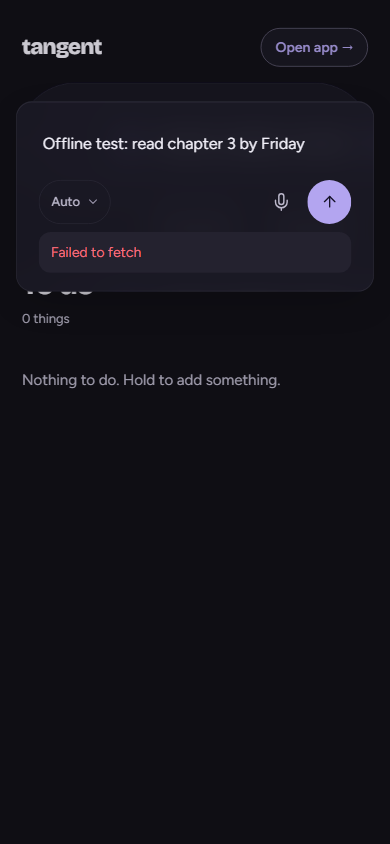 tangent
Open app →
Offline test: read chapter 3 by Friday
Auto
Failed to fetch
0 things
Nothing to do. Hold to add something.